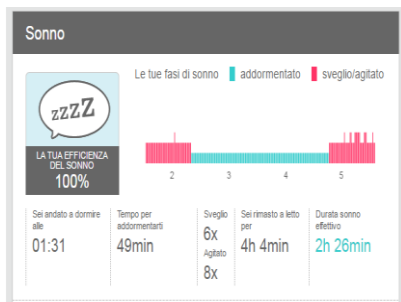 Sonno
Le tue fasi di sonno addormentato sveglio/agitato
zzzZ
LA TUA EFFICIENZA
DEL SONNO
100%
2 3 4 5
Sei andato a dormire
alle
01:31
Tempo per
addormentarti
49min
Sveglio
6x
Agitato
8x
Sei rimasto a letto
per
4h 4min
Durata sonno
effettivo
2h 26min